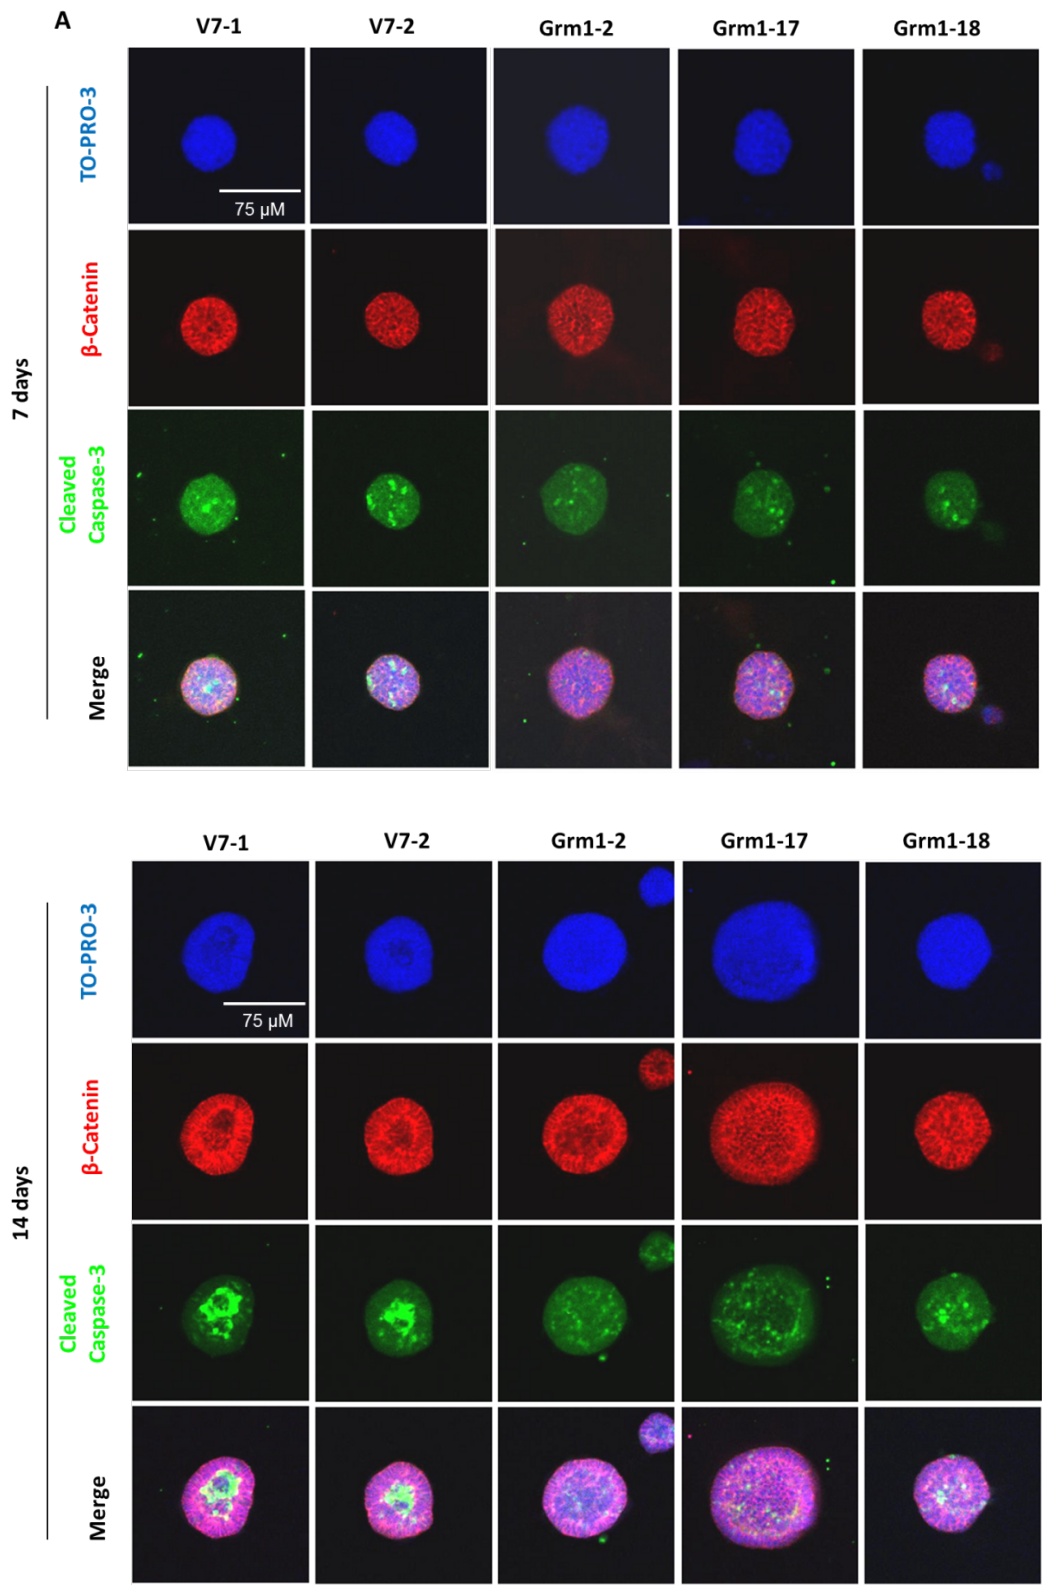 A
V7-1 V7-2 Grm1-2 Grm1-17 Grm1-18
7 days
TO-PRO-3
75 µM
β-Catenin
Cleaved
Caspase-3
Merge
V7-1 V7-2 Grm1-2 Grm1-17 Grm1-18
14 days
TO-PRO-3
75 µM
β-Catenin
Cleaved
Caspase-3
Merge